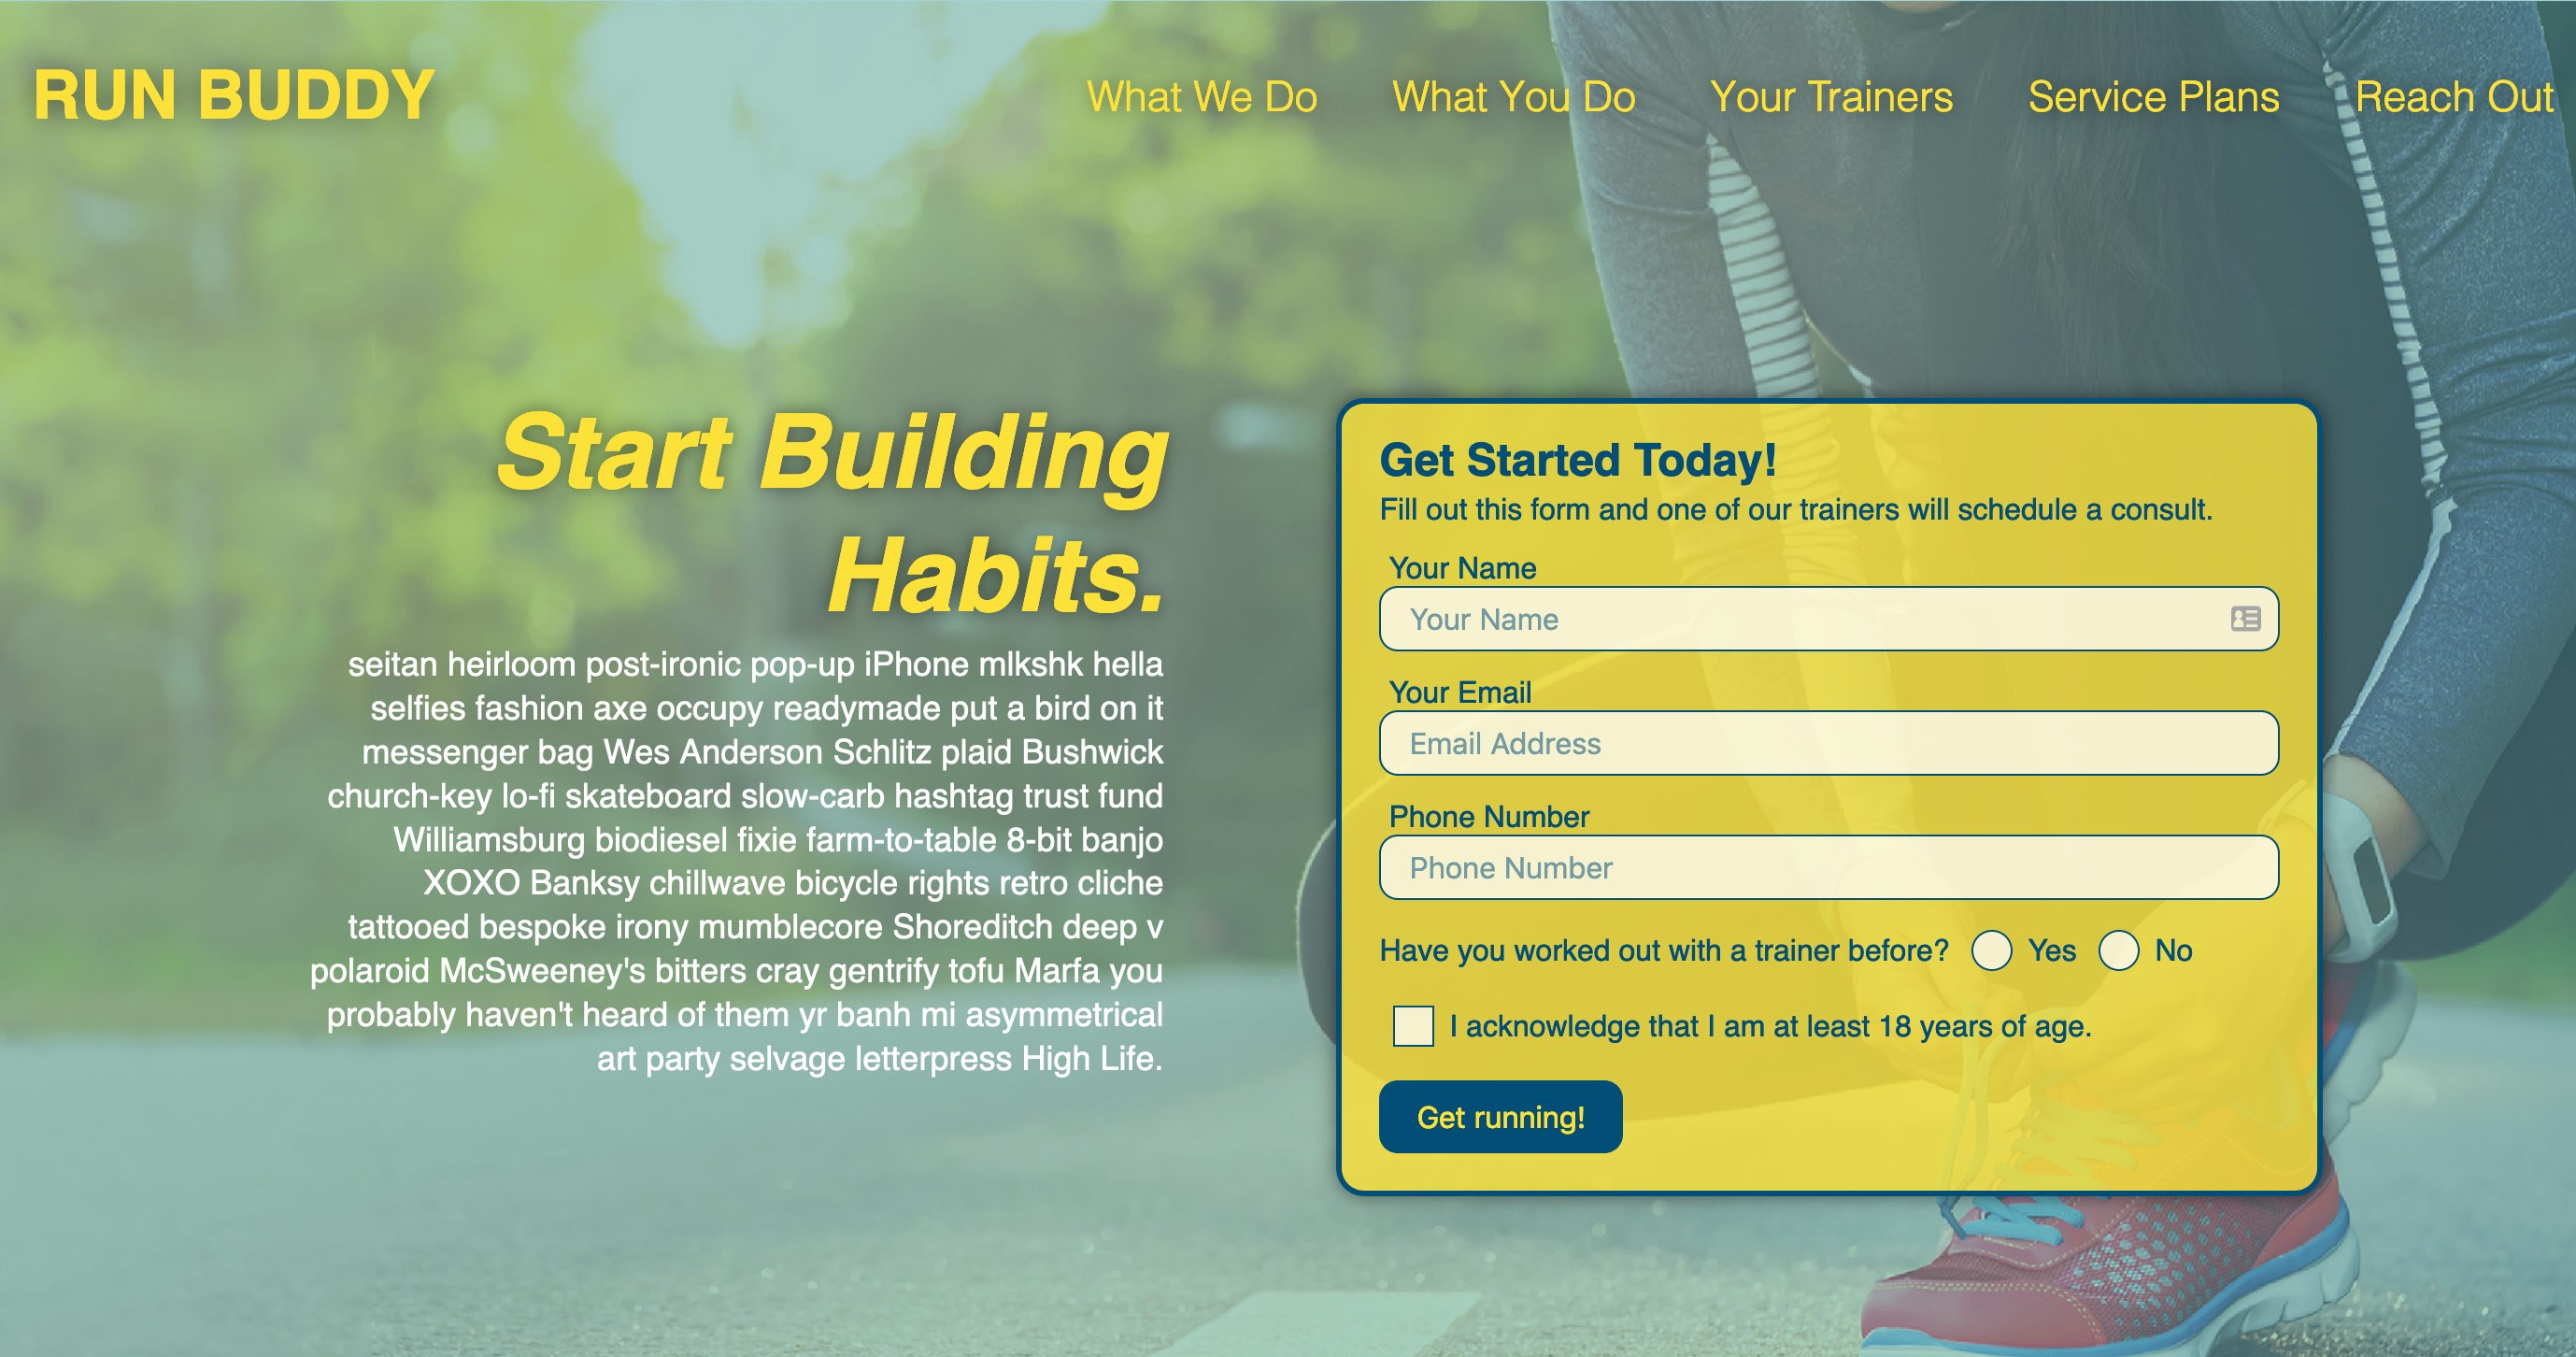 RUN BUDDY
What We Do
What You Do
Your Trainers
Service Plans
Reach Out
Start Building
Habits.
seitan heirloom post-ironic pop-up iPhone mlkshk hella
selfies fashion axe occupy readymade put a bird on it
messenger bag Wes Anderson Schlitz plaid Bushwick
church-key lo-fi skateboard slow-carb hashtag trust fund
Williamsburg biodiesel fixie farm-to-table 8-bit banjo
XOXO Banksy chillwave bicycle rights retro cliche
tattooed bespoke irony mumblecore Shoreditch deep v
polaroid McSweeney's bitters cray gentrify tofu Marfa you
probably haven't heard of them yr banh mi asymmetrical
art party selvage letterpress High Life.
Get Started Today!
Fill out this form and one of our trainers will schedule a consult.
Your Name
Your Name
Your Email
Email Address
Phone Number
Phone Number
Have you worked out with a trainer before? Yes No
I acknowledge that I am at least 18 years of age.
Get running!